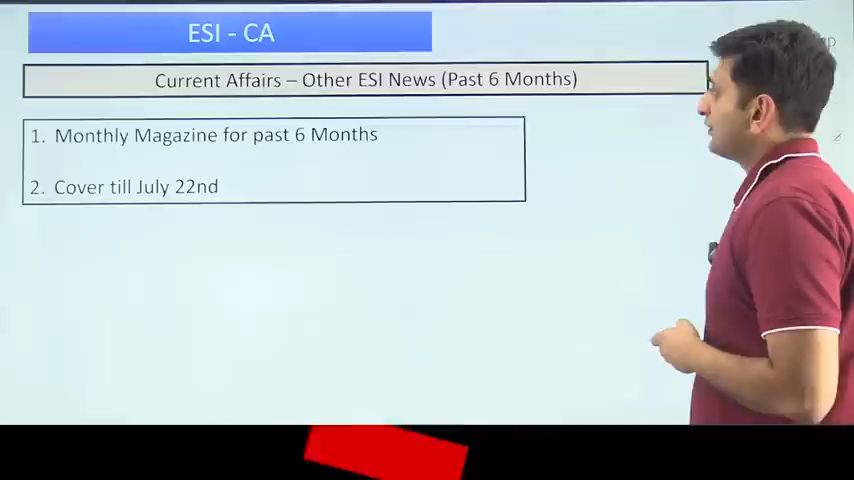 ESI - CA
Current Affairs – Other ESI News (Past 6 Months)
1. Monthly Magazine for past 6 Months
2. Cover till July 22nd